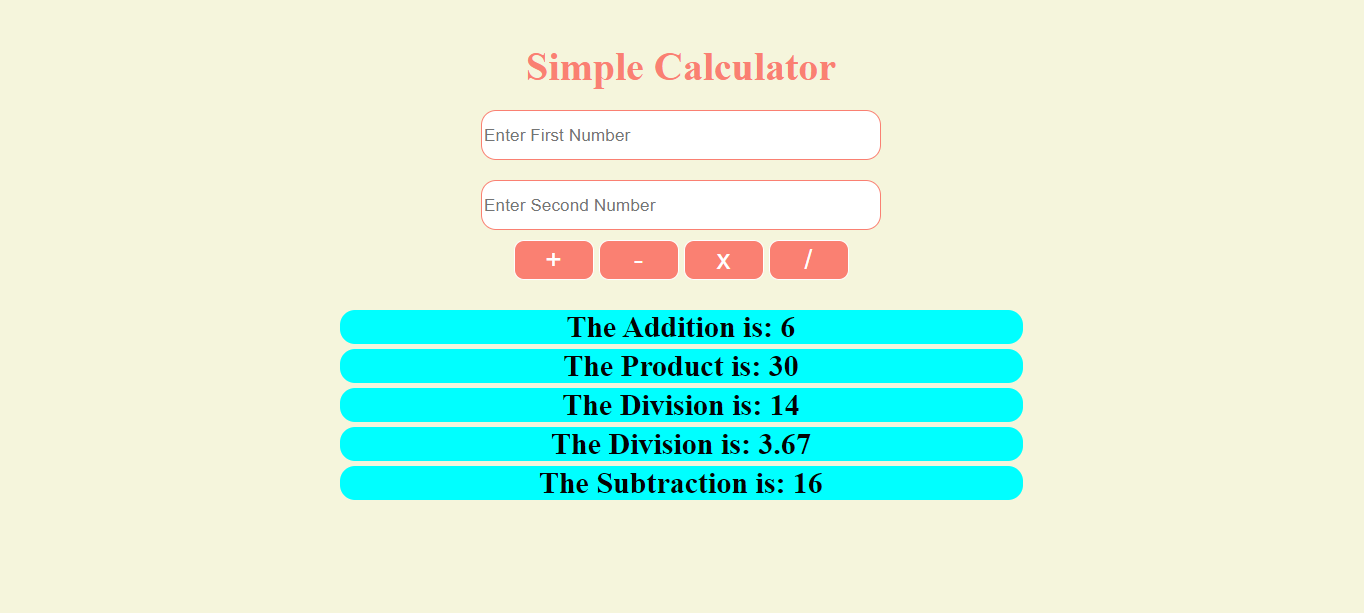 Simple Calculator
Enter First Number
Enter Second Number
+ - x /
The Addition is: 6
The Product is: 30
The Division is: 14
The Division is: 3.67
The Subtraction is: 16